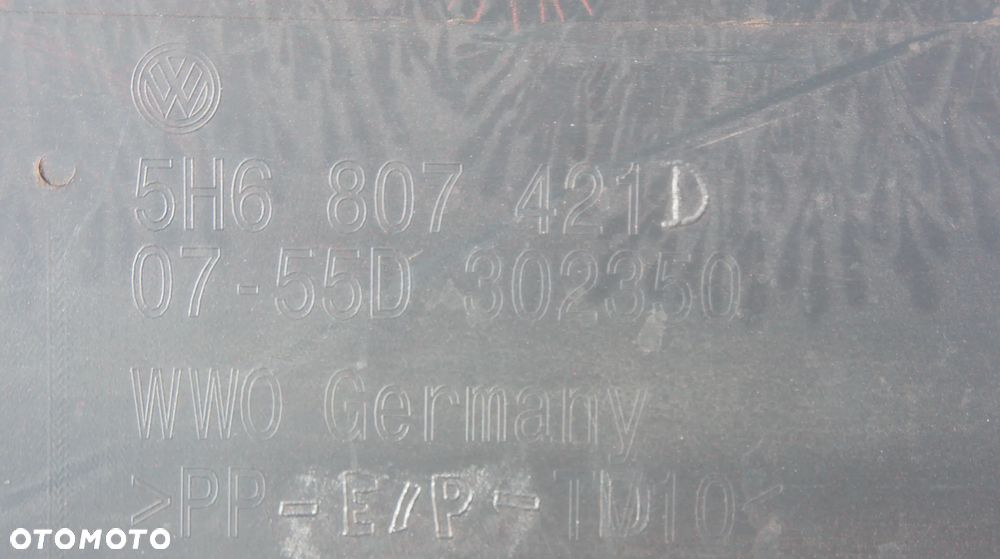 5H6 807 421D
07-55D 302350
WWO Germany
>PP-E/P-TD10<
OTOMOTO